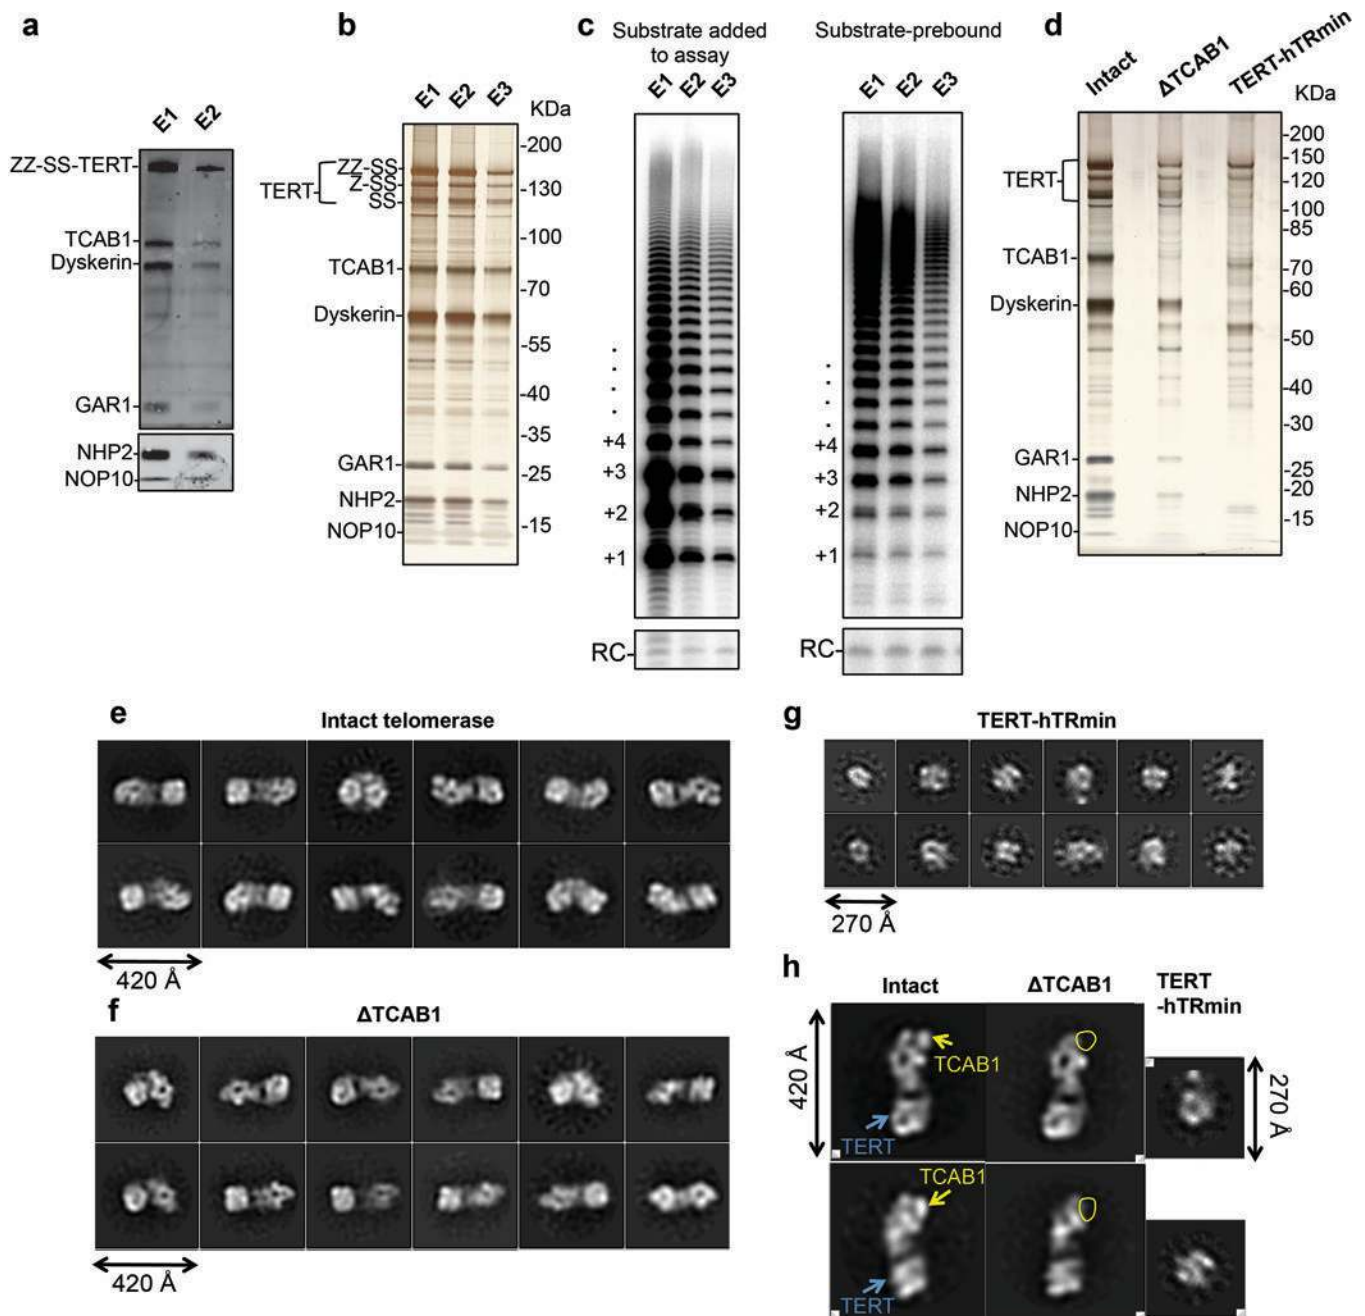 a
E1 E2
ZZ-SS-TERT
TCAB1
Dyskerin
GAR1
NHP2
NOP10
b
E1 E2 E3
KDa
TERT
ZZ-SS
Z-SS
SS
TCAB1
Dyskerin
GAR1
NHP2
NOP10
-200
-130
-100
-70
-55
-40
-35
-25
-15
c
Substrate added
to assay
E1 E2 E3
.
.
.
.
+4
+3
+2
+1
RC-
Substrate-prebound
E1 E2 E3
.
.
.
.
+4
+3
+2
+1
RC-
d
Intact
ΔTCAB1
TERT-hTRmin
KDa
TERT
TCAB1
Dyskerin
GAR1
NHP2
NOP10
-200
-150
-120
-100
-85
-70
-60
-50
-40
-30
-25
-20
-15
e
Intact telomerase
420 Å
f
ΔTCAB1
420 Å
g
TERT-hTRmin
270 Å
h
Intact
ΔTCAB1
TERT
-hTRmin
420 Å
TCAB1
TERT
270 Å
TCAB1
TERT